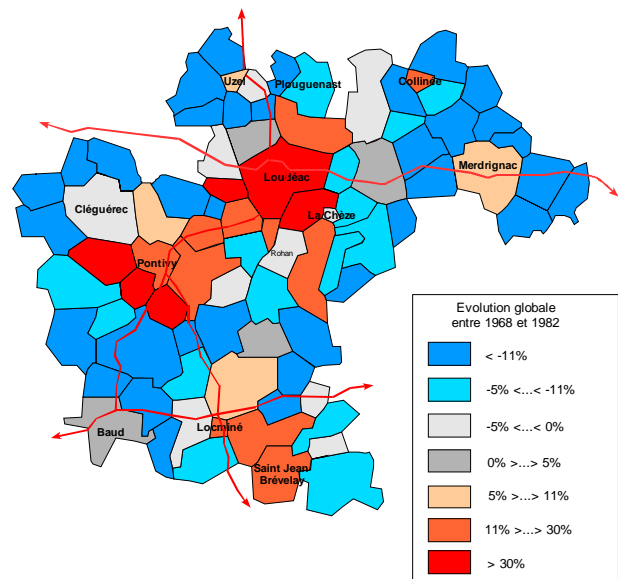 Uzel
Plouguenast
Collinée
Merdrignac
Loudéac
Cléguérec
La Chèze
Rohan
Pontivy
Baud
Locminé
Saint Jean
Brévelay
Evolution globale
entre 1968 et 1982
< -11%
-5% <...< -11%
-5% <...< 0%
0% >...> 5%
5% >...> 11%
11% >...> 30%
> 30%